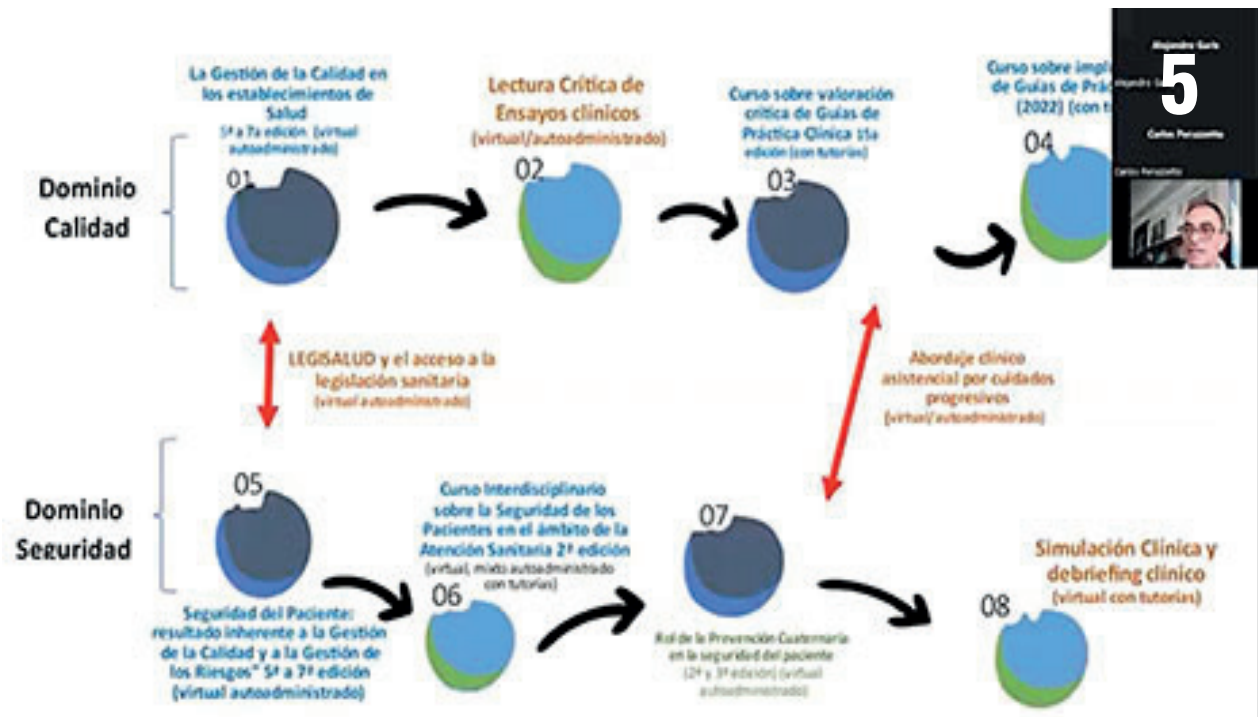 La Gestión de la Calidad en
los establecimientos de
Salud
5ª a 7a edición (virtual
autoadministrado)
Lectura Crítica de
Ensayos clínicos
(virtual/autoadministrado)
Curso sobre valoración
crítica de Guías de
Práctica Clínica 15a
edición (con tutorías)
Curso sobre impl
de Guías de Prác
(2022) (con t
5
Dominio
Calidad
01
02
03
04
LEGISALUD y el acceso a la
legislación sanitaria
(virtual autoadministrado)
Abordaje clínico
asistencial por cuidados
progresivos
(virtual/autoadministrado)
Dominio
Seguridad
05
Seguridad del Paciente:
resultado inherente a la Gestión
de la Calidad y a la Gestión de
los Riesgos" 5ª a 7ª edición
(virtual autoadministrado)
Curso Interdisciplinario
sobre la Seguridad de los
Pacientes en el ámbito de la
Atención Sanitaria 2ª edición
(virtual, mixto autoadministrado
con tutorías)
06
07
Rol de la Prevención Cuaternaria
en la seguridad del paciente
(2ª y 3ª edición) (virtual
autoadministrado)
Simulación Clínica y
debriefing clínico
(virtual con tutorías)
08